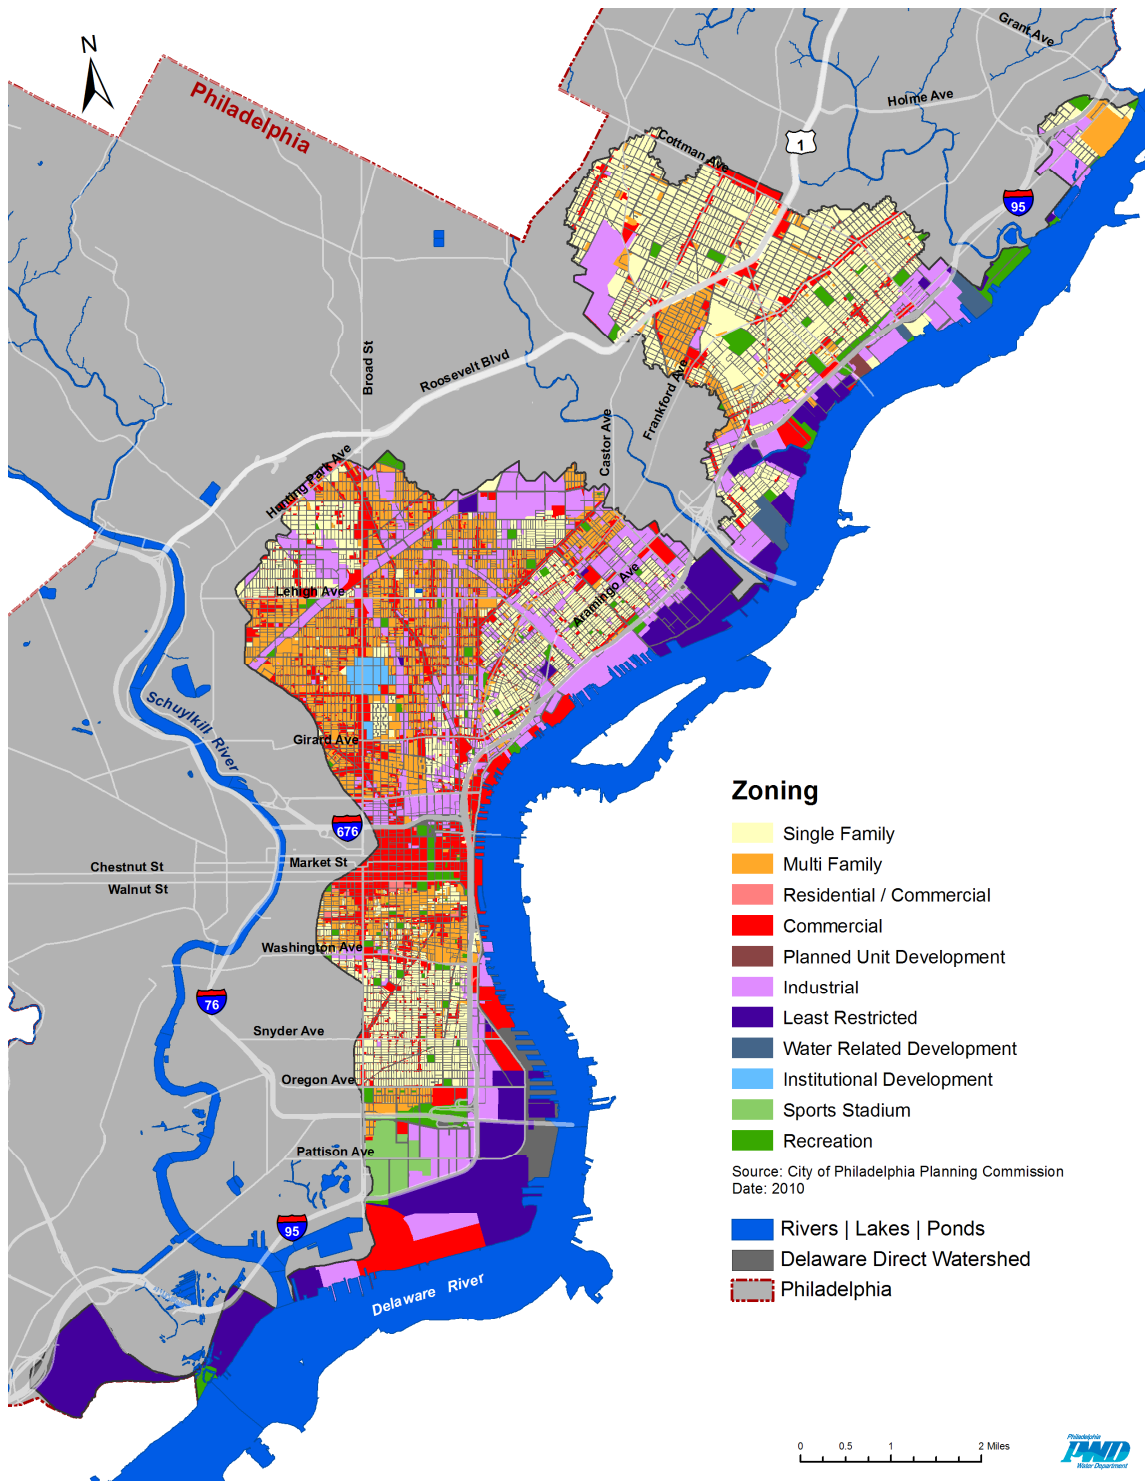 N
Philadelphia
Grant Ave
Holme Ave
Cottman Ave
1
95
Broad St
Roosevelt Blvd
Frankford Ave
Castor Ave
Hunting Park Ave
Lehigh Ave
Aramingo Ave
Schuylkill River
Girard Ave
676
Chestnut St
Market St
Walnut St
Washington Ave
76
Snyder Ave
Oregon Ave
Pattison Ave
95
Delaware River
Zoning
Single Family
Multi Family
Residential / Commercial
Commercial
Planned Unit Development
Industrial
Least Restricted
Water Related Development
Institutional Development
Sports Stadium
Recreation
Source: City of Philadelphia Planning Commission
Date: 2010
Rivers | Lakes | Ponds
Delaware Direct Watershed
Philadelphia
0 0.5 1 2 Miles
Philadelphia
PWD
Water Department